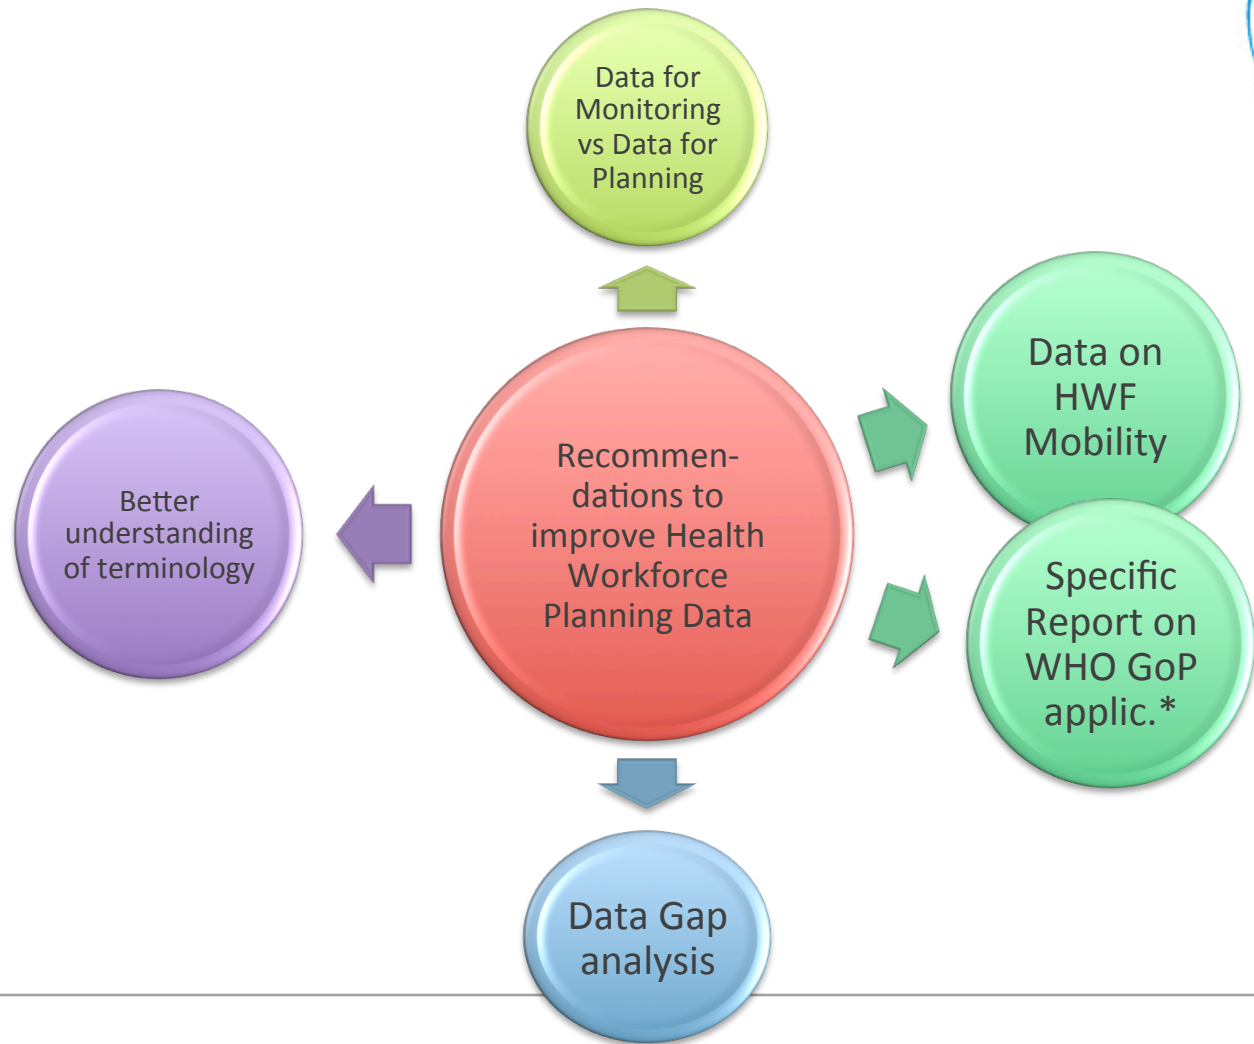 Data for
Monitoring
vs Data for
Planning
Data on
HWF
Mobility
Recommen-
dations to
improve Health
Workforce
Planning Data
Better
understanding
of terminology
Specific
Report on
WHO GoP
applic.*
Data Gap
analysis